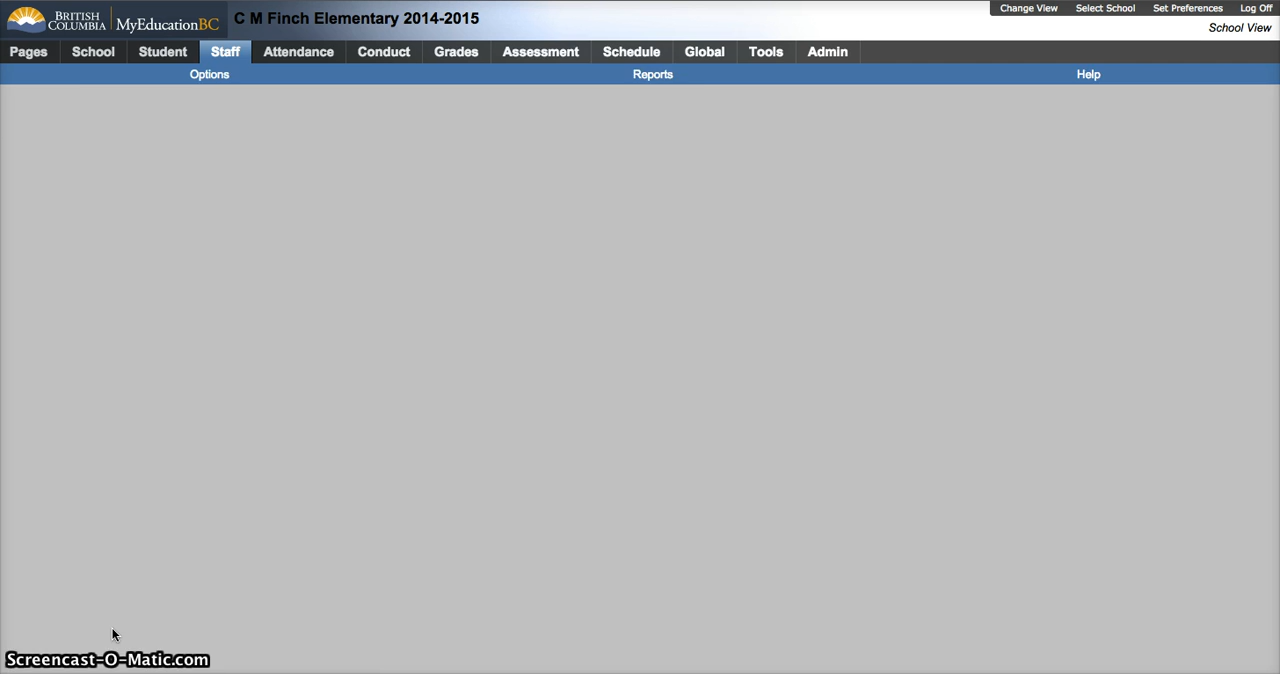 BRITISH
COLUMBIA
MyEducationBC
C M Finch Elementary 2014-2015
Change View
Select School
Set Preferences
Log Off
School View
Pages
School
Student
Staff
Attendance
Conduct
Grades
Assessment
Schedule
Global
Tools
Admin
Options
Reports
Help
Screencast-O-Matic.com